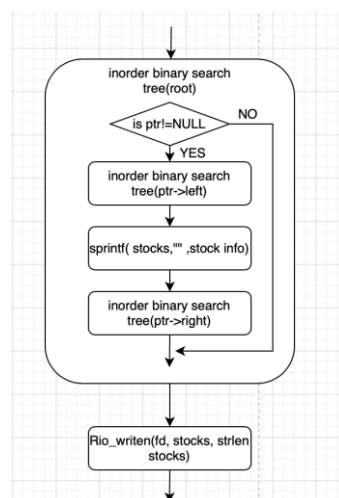 inorder binary search
tree(root)
is ptr!=NULL
NO
YES
inorder binary search
tree(ptr->left)
sprintf( stocks,"" ,stock info)
inorder binary search
tree(ptr->right)
Rio_writen(fd, stocks, strlen
stocks)